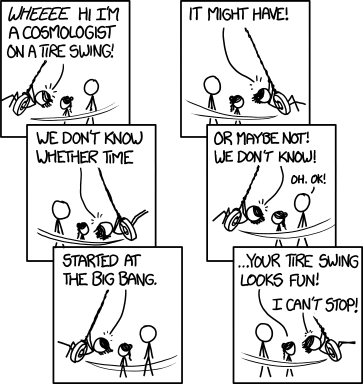 WHEEEE HI I'M
A COSMOLOGIST
ON A TIRE SWING!
WE DON'T KNOW
WHETHER TIME
STARTED AT
THE BIG BANG.
IT MIGHT HAVE!
OR MAYBE NOT!
WE DON'T KNOW!
OH. OK!
...YOUR TIRE SWING
LOOKS FUN!
I CAN'T STOP!